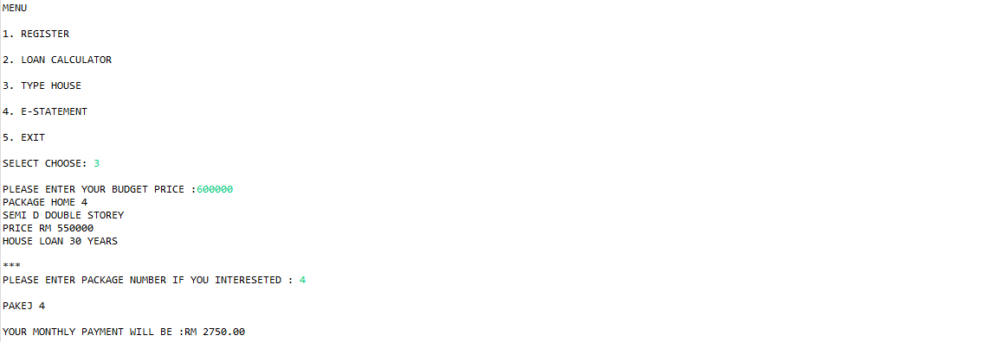 MENU
1. REGISTER
2. LOAN CALCULATOR
3. TYPE HOUSE
4. E-STATEMENT
5. EXIT
SELECT CHOOSE: 3
PLEASE ENTER YOUR BUDGET PRICE :600000
PACKAGE HOME 4
SEMI D DOUBLE STOREY
PRICE RM 550000
HOUSE LOAN 30 YEARS
***
PLEASE ENTER PACKAGE NUMBER IF YOU INTERESETED : 4
PAKEJ 4
YOUR MONTHLY PAYMENT WILL BE :RM 2750.00